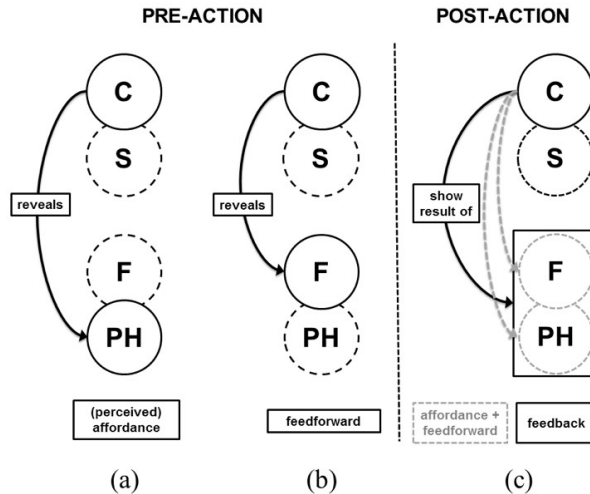 PRE-ACTION
POST-ACTION
C
S
reveals
F
PH
(perceived)
affordance
(a)
C
S
reveals
F
PH
feedforward
(b)
C
S
show
result of
F
PH
affordance +
feedforward
feedback
(c)